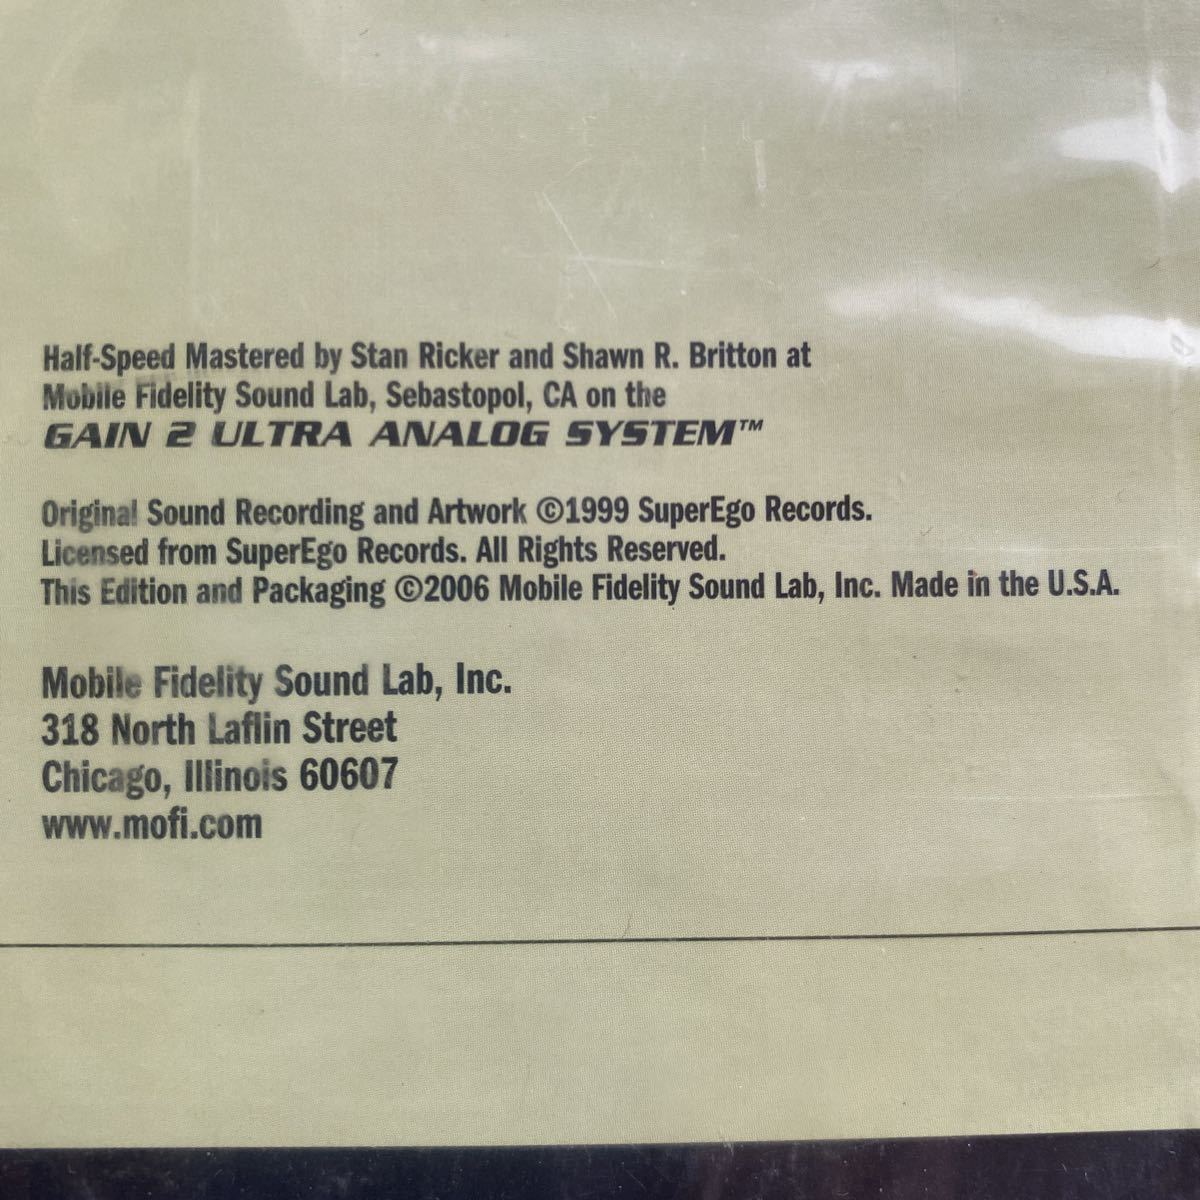 Half-Speed Mastered by Stan Ricker and Shawn R. Britton at
Mobile Fidelity Sound Lab, Sebastopol, CA on the
GAIN 2 ULTRA ANALOG SYSTEM™
Original Sound Recording and Artwork ©1999 SuperEgo Records.
Licensed from SuperEgo Records. All Rights Reserved.
This Edition and Packaging ©2006 Mobile Fidelity Sound Lab, Inc. Made in the U.S.A.
Mobile Fidelity Sound Lab, Inc.
318 North Laflin Street
Chicago, Illinois 60607
www.mofi.com